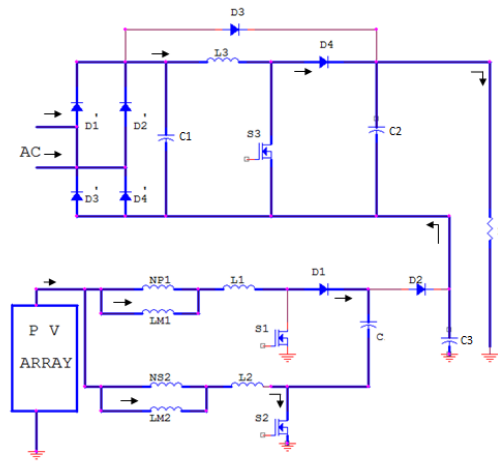 D3
L3
D4
D1
D2
C1
C2
S3
AC
D3
D4
NP1
L1
D1
D2
LM1
S1
C
C3
P V
ARRAY
NS2
L2
LM2
S2